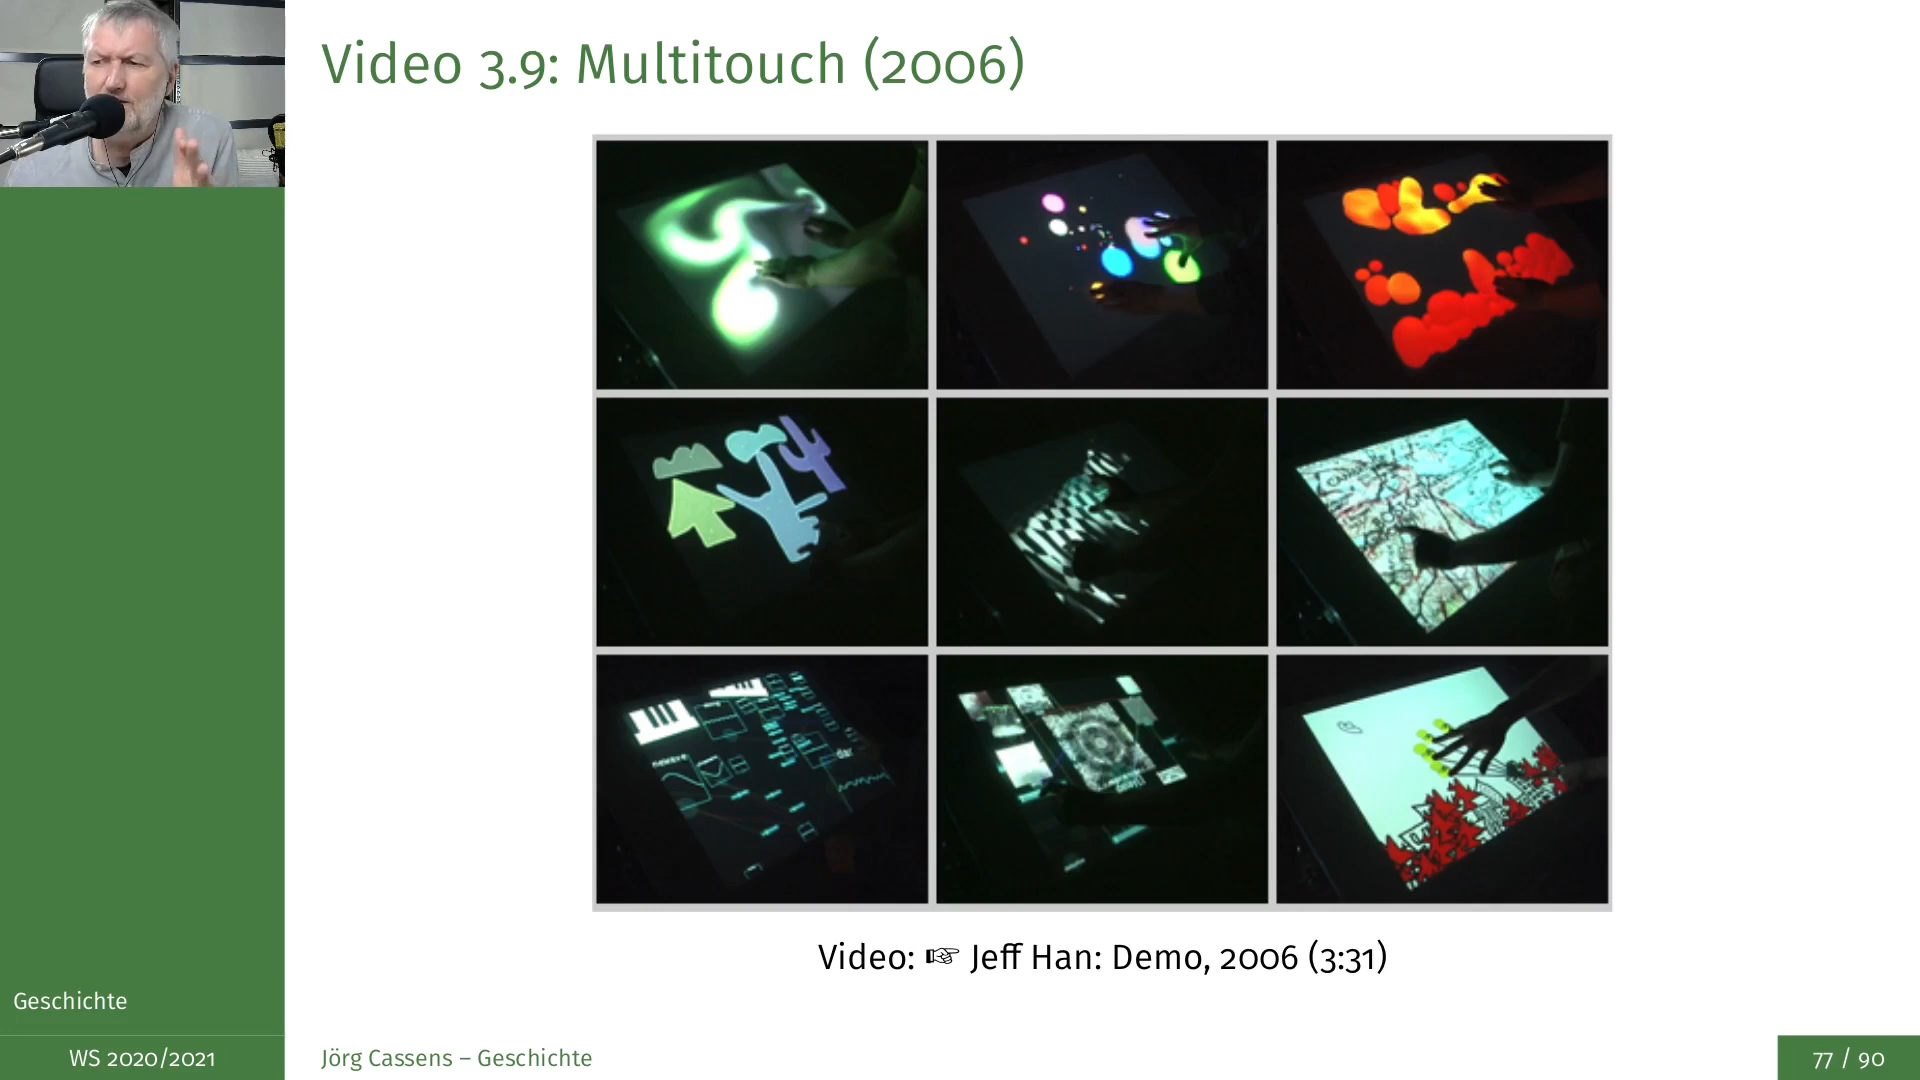 Video 3.9: Multitouch (2006)
Video: ☞ Jeff Han: Demo, 2006 (3:31)
Geschichte
WS 2020/2021
Jörg Cassens – Geschichte
77 / 90